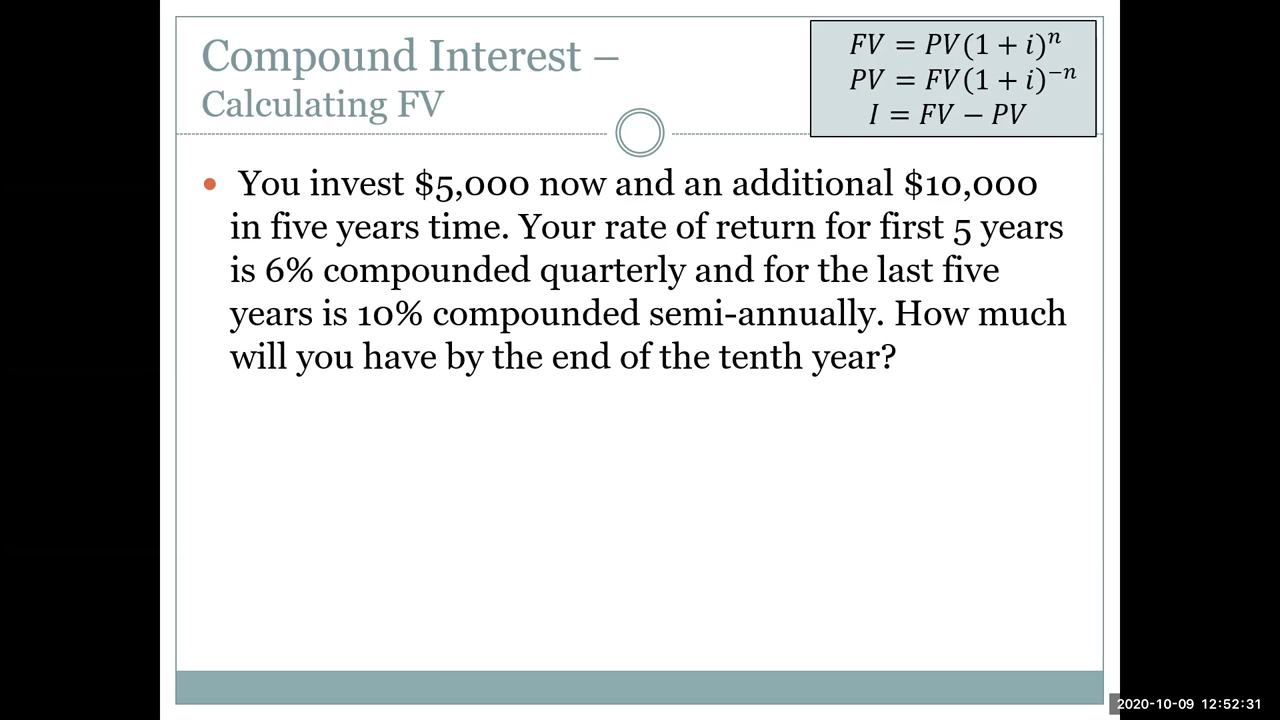 Compound Interest –
Calculating FV
FV = PV(1 + i)^n
PV = FV(1 + i)^−n
I = FV − PV
• You invest $5,000 now and an additional $10,000
in five years time. Your rate of return for first 5 years
is 6% compounded quarterly and for the last five
years is 10% compounded semi-annually. How much
will you have by the end of the tenth year?
2020-10-09 12:52:31